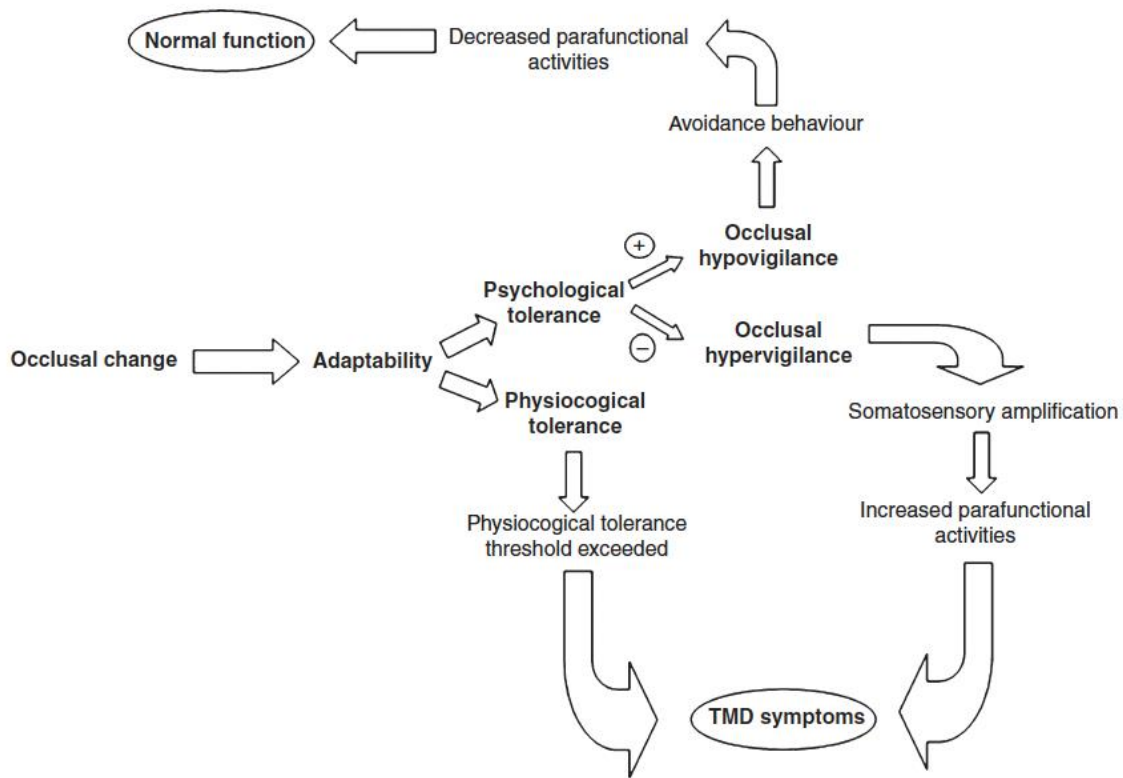 Normal function
Decreased parafunctional
activities
Avoidance behaviour
Occlusal
hypovigilance
+
Psychological
tolerance
−
Occlusal
hypervigilance
Occlusal change
Adaptability
Physiocogical
tolerance
Somatosensory amplification
Physiocogical tolerance
threshold exceeded
Increased parafunctional
activities
TMD symptoms